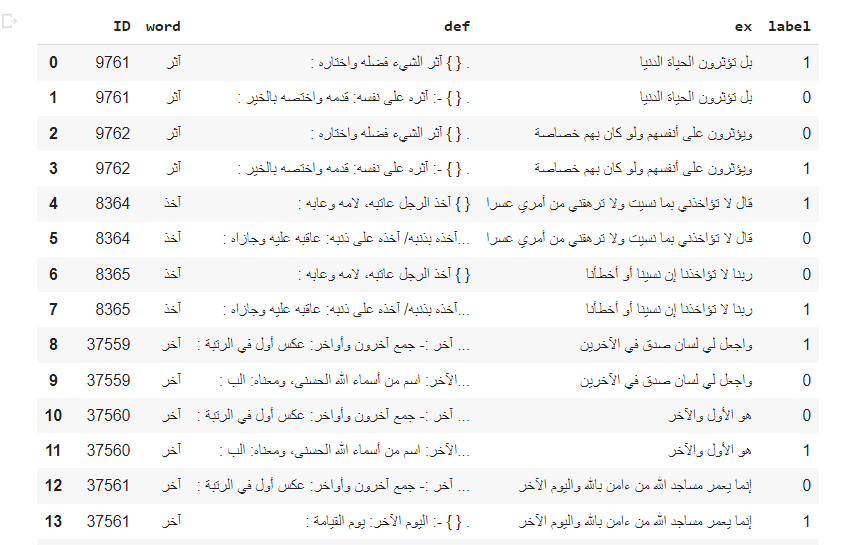 ID word def ex label
0 9761 آثر . { } آثر الشيء فضله واختاره : بل تؤثرون الحياة الدنيا 1
1 9761 آثر . { } -: آثره على نفسه: قدمه واختصه بالخير : بل تؤثرون الحياة الدنيا 0
2 9762 آثر . { } آثر الشيء فضله واختاره : ويؤثرون على أنفسهم ولو كان بهم خصاصة 0
3 9762 آثر . { } -: آثره على نفسه: قدمه واختصه بالخير : ويؤثرون على أنفسهم ولو كان بهم خصاصة 1
4 8364 آخذ { } آخذ الرجل عاتبه، لامه وعابه : قال لا تؤاخذني بما نسيت ولا ترهقني من أمري عسرا 1
5 8364 آخذ ...آخذه بذنبه/ آخذه على ذنبه: عاقبه عليه وجازاه : قال لا تؤاخذني بما نسيت ولا ترهقني من أمري عسرا 0
6 8365 آخذ { } آخذ الرجل عاتبه، لامه وعابه : ربنا لا تؤاخذنا إن نسينا أو أخطأنا 0
7 8365 آخذ ...آخذه بذنبه/ آخذه على ذنبه: عاقبه عليه وجازاه : ربنا لا تؤاخذنا إن نسينا أو أخطأنا 1
8 37559 آخر ... آخر :- جمع آخرون وأواخر: عكس أول في الرتبة : واجعل لي لسان صدق في الآخرين 1
9 37559 آخر ...الآخر: اسم من أسماء الله الحسنى، ومعناه: الب : واجعل لي لسان صدق في الآخرين 0
10 37560 آخر ... آخر :- جمع آخرون وأواخر: عكس أول في الرتبة : هو الأول والآخر 0
11 37560 آخر ...الآخر: اسم من أسماء الله الحسنى، ومعناه: الب : هو الأول والآخر 1
12 37561 آخر ... آخر :- جمع آخرون وأواخر: عكس أول في الرتبة : إنما يعمر مساجد الله من ءامن بالله واليوم الآخر 0
13 37561 آخر . { } -: اليوم الآخر: يوم القيامة : إنما يعمر مساجد الله من ءامن بالله واليوم الآخر 1